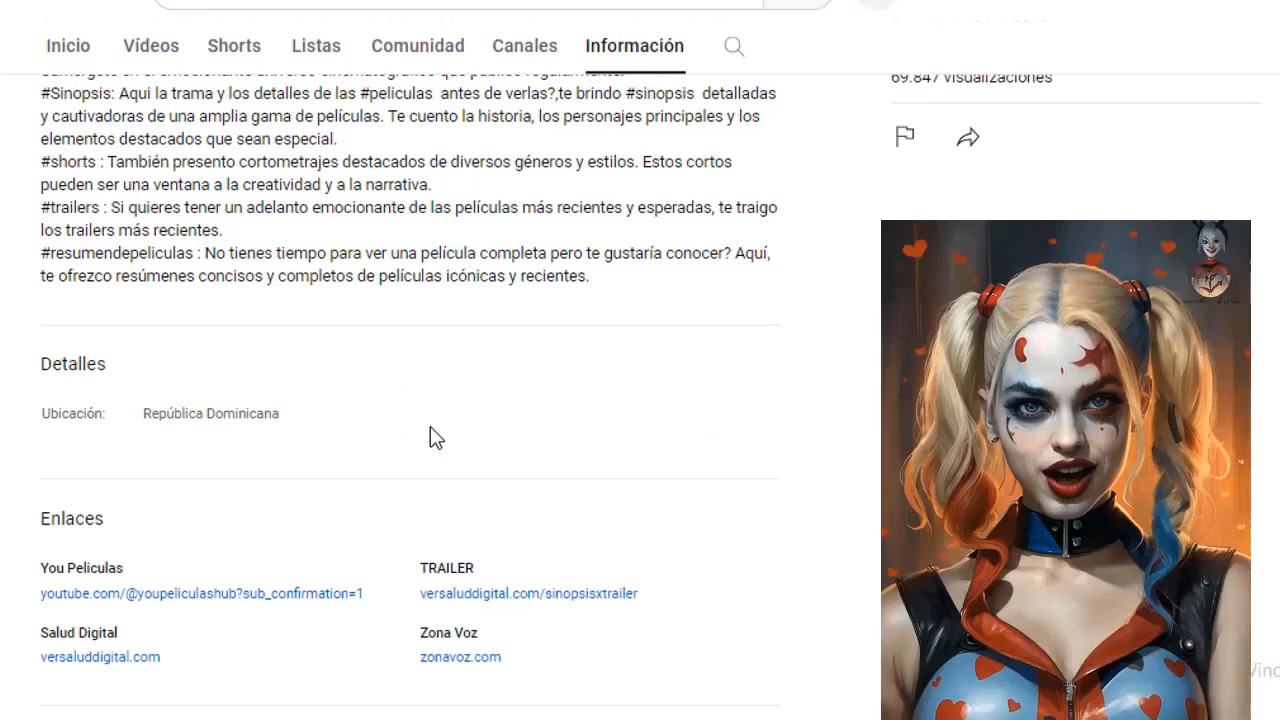 Inicio Vídeos Shorts Listas Comunidad Canales Información
69.847 visualizaciones
#Sinopsis: Aqui la trama y los detalles de las #peliculas antes de verlas?,te brindo #sinopsis detalladas
y cautivadoras de una amplia gama de películas. Te cuento la historia, los personajes principales y los
elementos destacados que sean especial.
#shorts : También presento cortometrajes destacados de diversos géneros y estilos. Estos cortos
pueden ser una ventana a la creatividad y a la narrativa.
#trailers : Si quieres tener un adelanto emocionante de las películas más recientes y esperadas, te traigo
los trailers más recientes.
#resumendepeliculas : No tienes tiempo para ver una película completa pero te gustaría conocer? Aquí,
te ofrezco resúmenes concisos y completos de películas icónicas y recientes.
Detalles
Ubicación: República Dominicana
Enlaces
You Peliculas
youtube.com/@youpeliculashub?sub_confirmation=1
TRAILER
versaluddigital.com/sinopsisxtrailer
Salud Digital
versaluddigital.com
Zona Voz
zonavoz.com